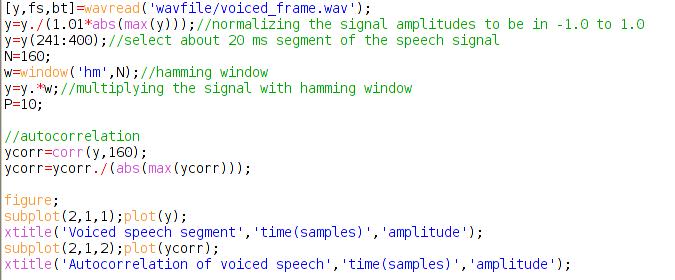 [y,fs,bt]=wavread('wavfile/voiced_frame.wav');
y=y./(1.01*abs(max(y)));//normalizing the signal amplitudes to be in -1.0 to 1.0
y=y(241:400);//select about 20 ms segment of the speech signal
N=160;
w=window('hm',N);//hamming window
y=y.*w;//multiplying the signal with hamming window
P=10;
//autocorrelation
ycorr=corr(y,160);
ycorr=ycorr./(abs(max(ycorr)));
figure;
subplot(2,1,1);plot(y);
xtitle('Voiced speech segment','time(samples)','amplitude');
subplot(2,1,2);plot(ycorr);
xtitle('Autocorrelation of voiced speech','time(samples)','amplitude');